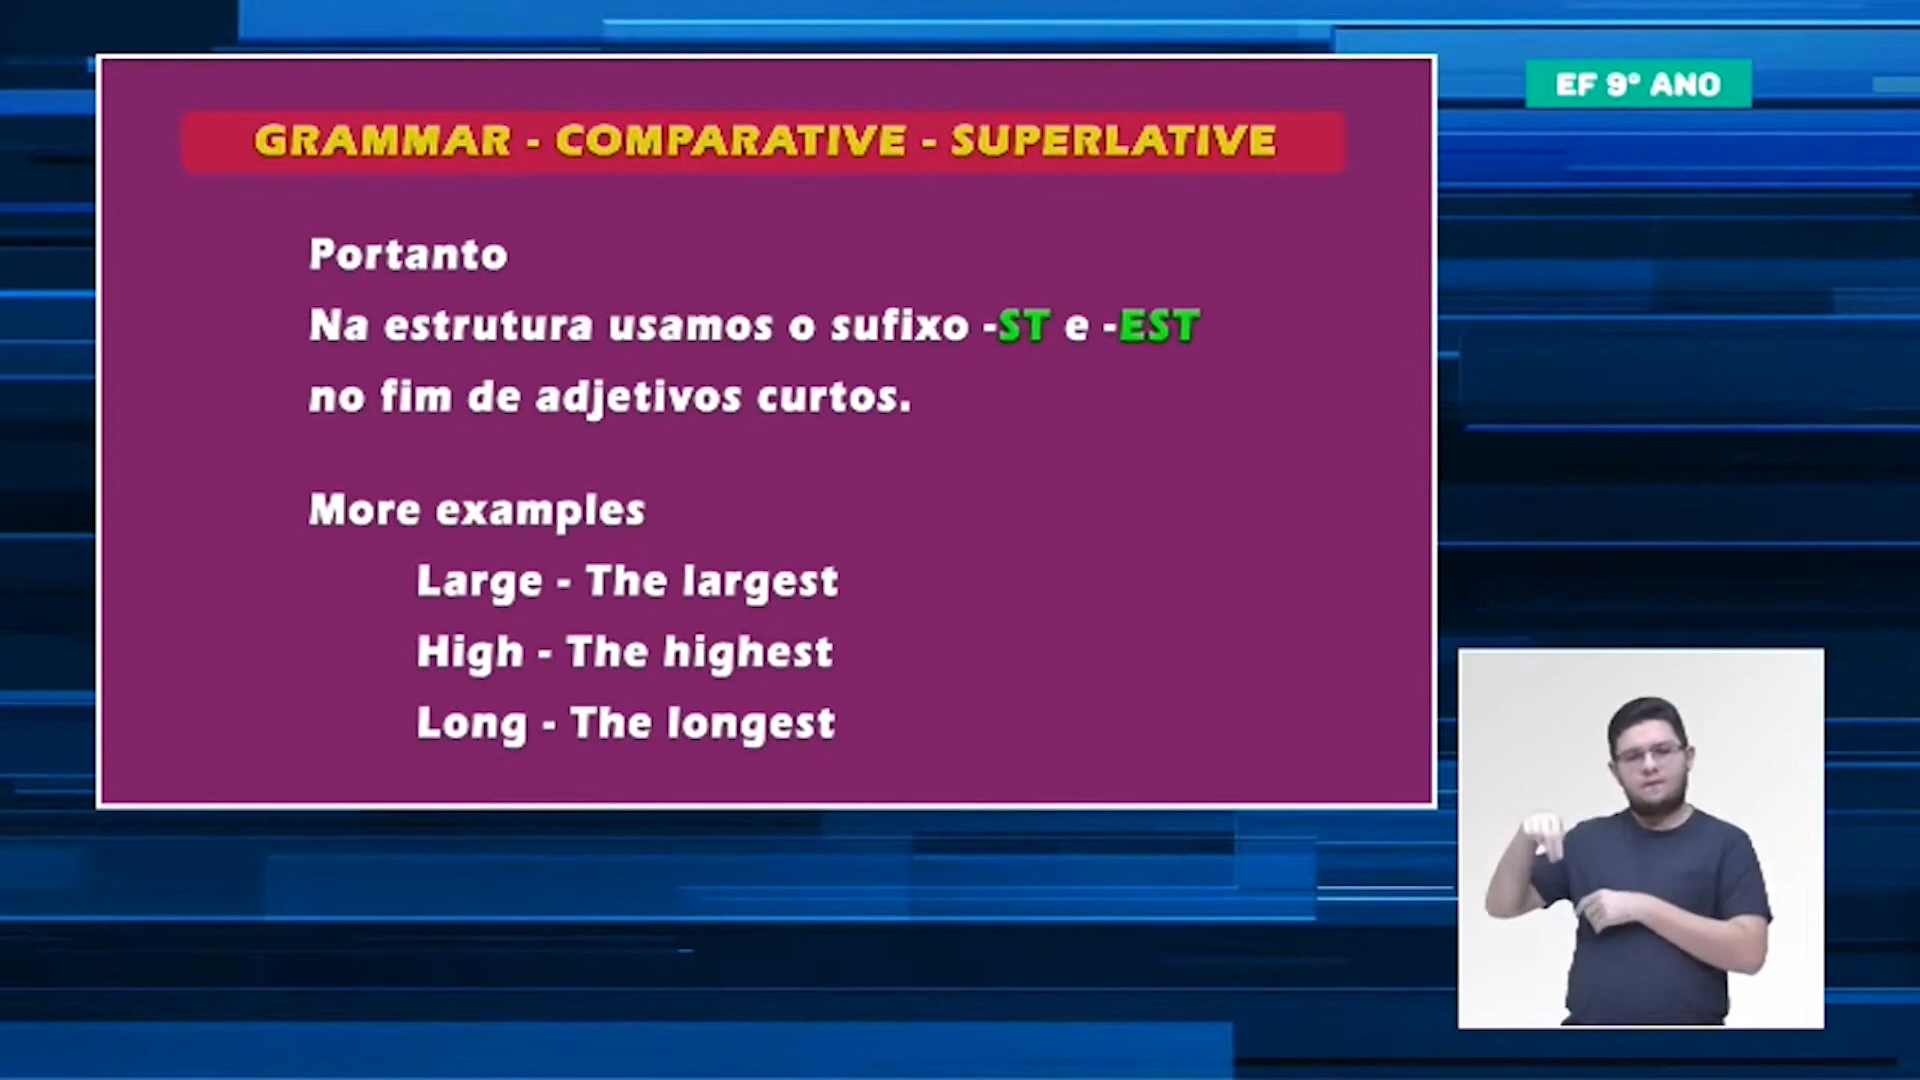 EF 9º ANO
GRAMMAR - COMPARATIVE - SUPERLATIVE
Portanto
Na estrutura usamos o sufixo -ST e -EST
no fim de adjetivos curtos.
More examples
Large - The largest
High - The highest
Long - The longest